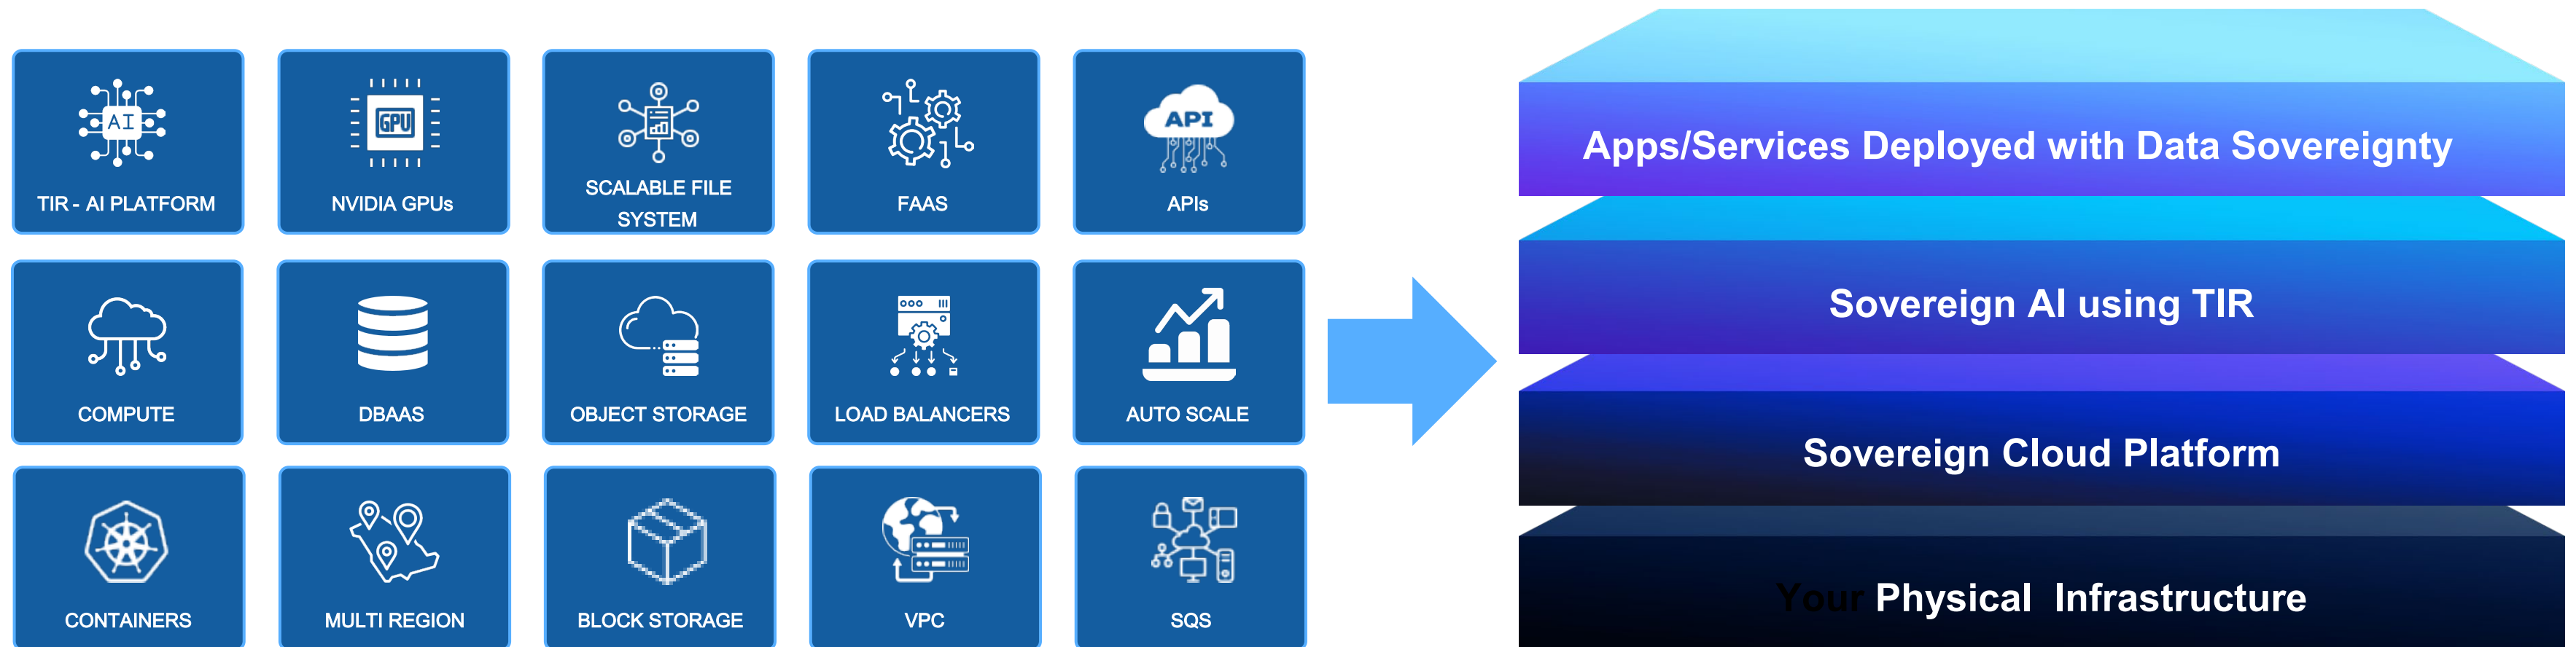 AI
GPU
API
TIR - AI PLATFORM
NVIDIA GPUs
SCALABLE FILE
SYSTEM
FAAS
APIs
COMPUTE
DBAAS
OBJECT STORAGE
LOAD BALANCERS
AUTO SCALE
CONTAINERS
MULTI REGION
BLOCK STORAGE
VPC
SQS
Apps/Services Deployed with Data Sovereignty
Sovereign AI using TIR
Sovereign Cloud Platform
Your Physical Infrastructure